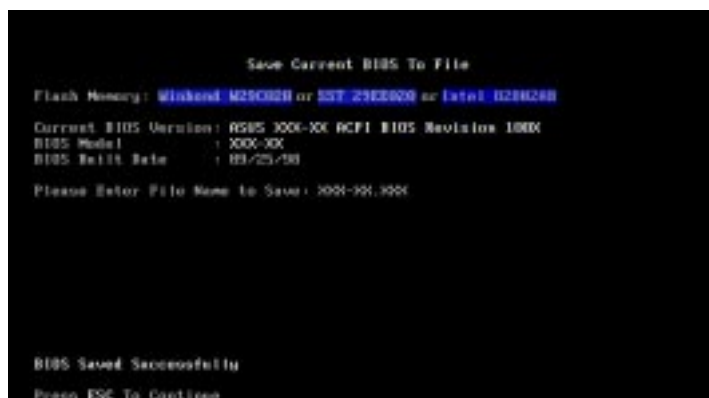 Save Current BIOS To File
Flash Memory: Winbond W29C020 or SST 29EE020 or Intel
Current BIOS Version: ASUS XXX-XX ACPI BIOS Revision 100X
BIOS Model : XXX-XX
BIOS Built Date : 09/25/98
Please Enter File Name to Save: XXX-XX.XXX
BIOS Saved Successfully
Press ESC To Continue